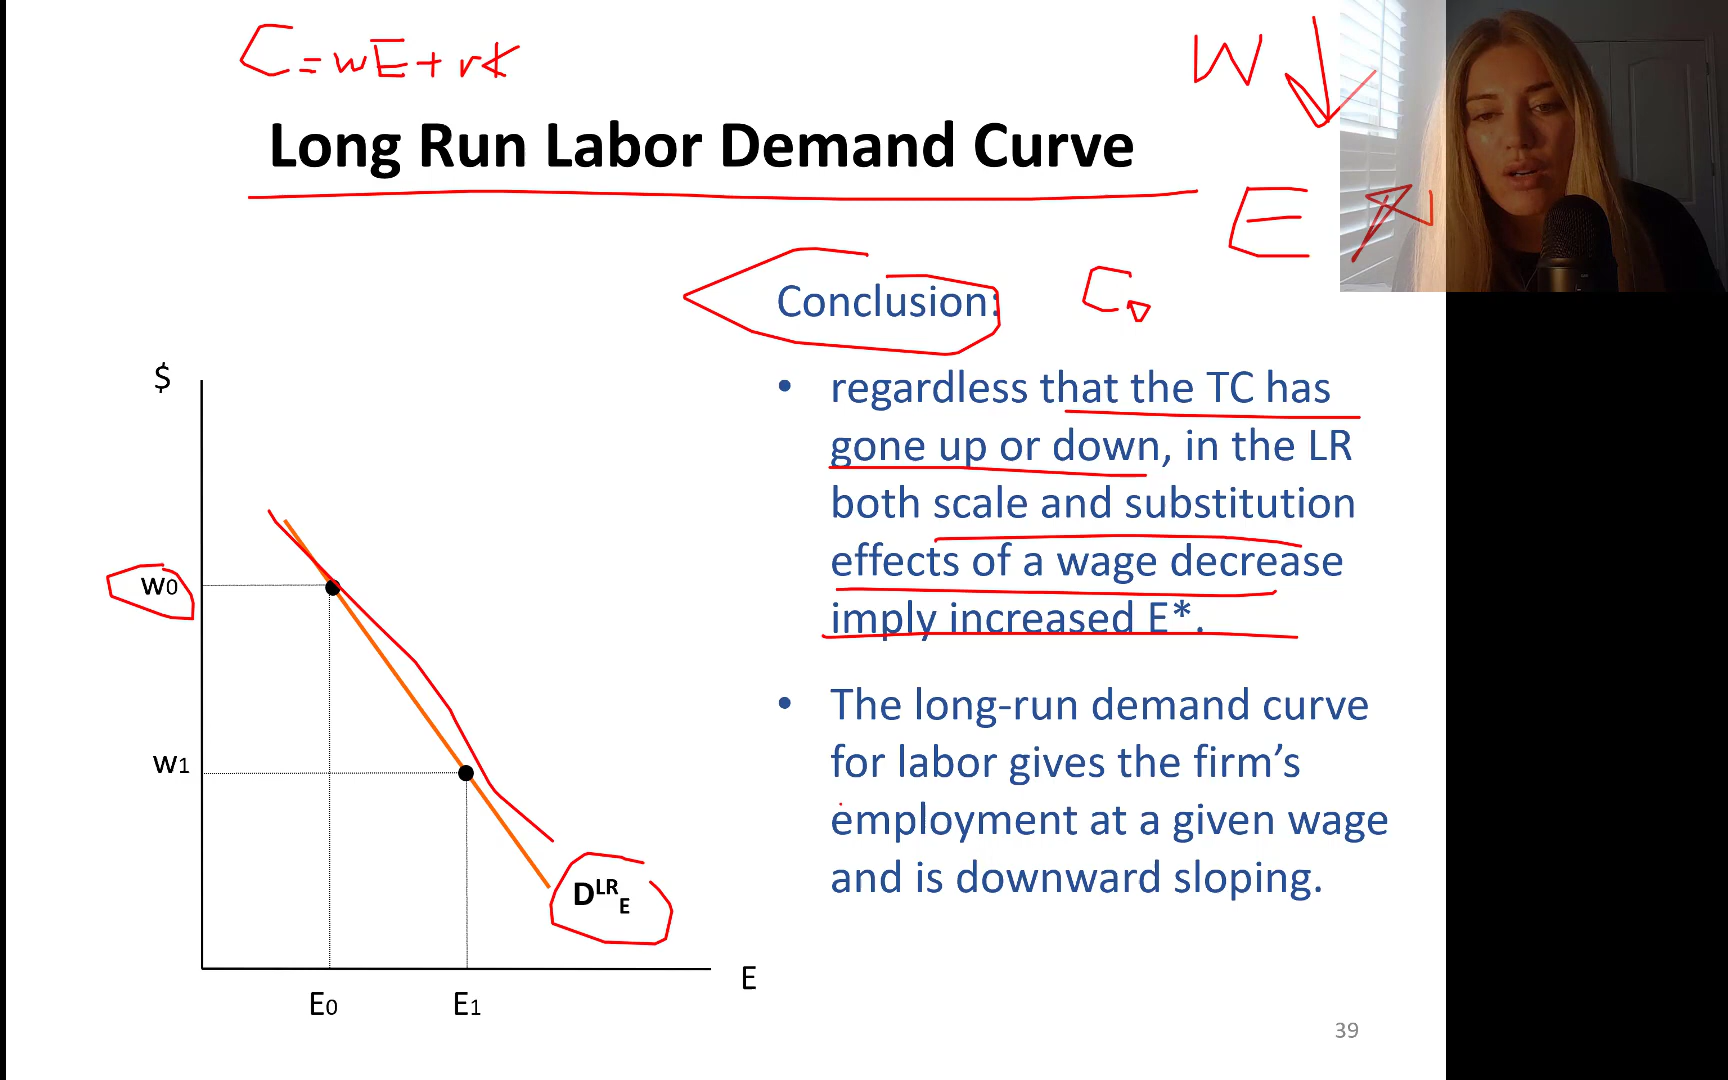 C = wE + rK
W
Long Run Labor Demand Curve
E
Conclusion:
C
• regardless that the TC has
gone up or down, in the LR
both scale and substitution
effects of a wage decrease
imply increased E*.
• The long-run demand curve
for labor gives the firm's
employment at a given wage
and is downward sloping.
$
W0
W1
DLRE
E
E0 E1
39